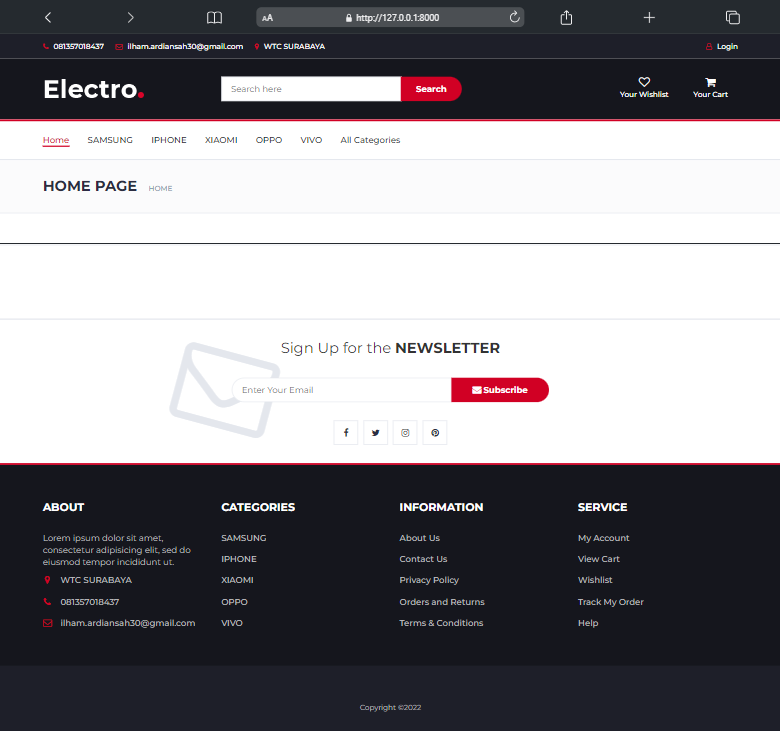 AA http://127.0.0.1:8000
081357018437 ilham.ardiansah30@gmail.com WTC SURABAYA Login
Electro. Search here Search Your Wishlist Your Cart
Home SAMSUNG IPHONE XIAOMI OPPO VIVO All Categories
HOME PAGE HOME
Sign Up for the NEWSLETTER
Enter Your Email Subscribe
ABOUT
Lorem ipsum dolor sit amet,
consectetur adipisicing elit, sed do
eiusmod tempor incididunt ut.
WTC SURABAYA
081357018437
ilham.ardiansah30@gmail.com
CATEGORIES
SAMSUNG
IPHONE
XIAOMI
OPPO
VIVO
INFORMATION
About Us
Contact Us
Privacy Policy
Orders and Returns
Terms & Conditions
SERVICE
My Account
View Cart
Wishlist
Track My Order
Help
Copyright ©2022